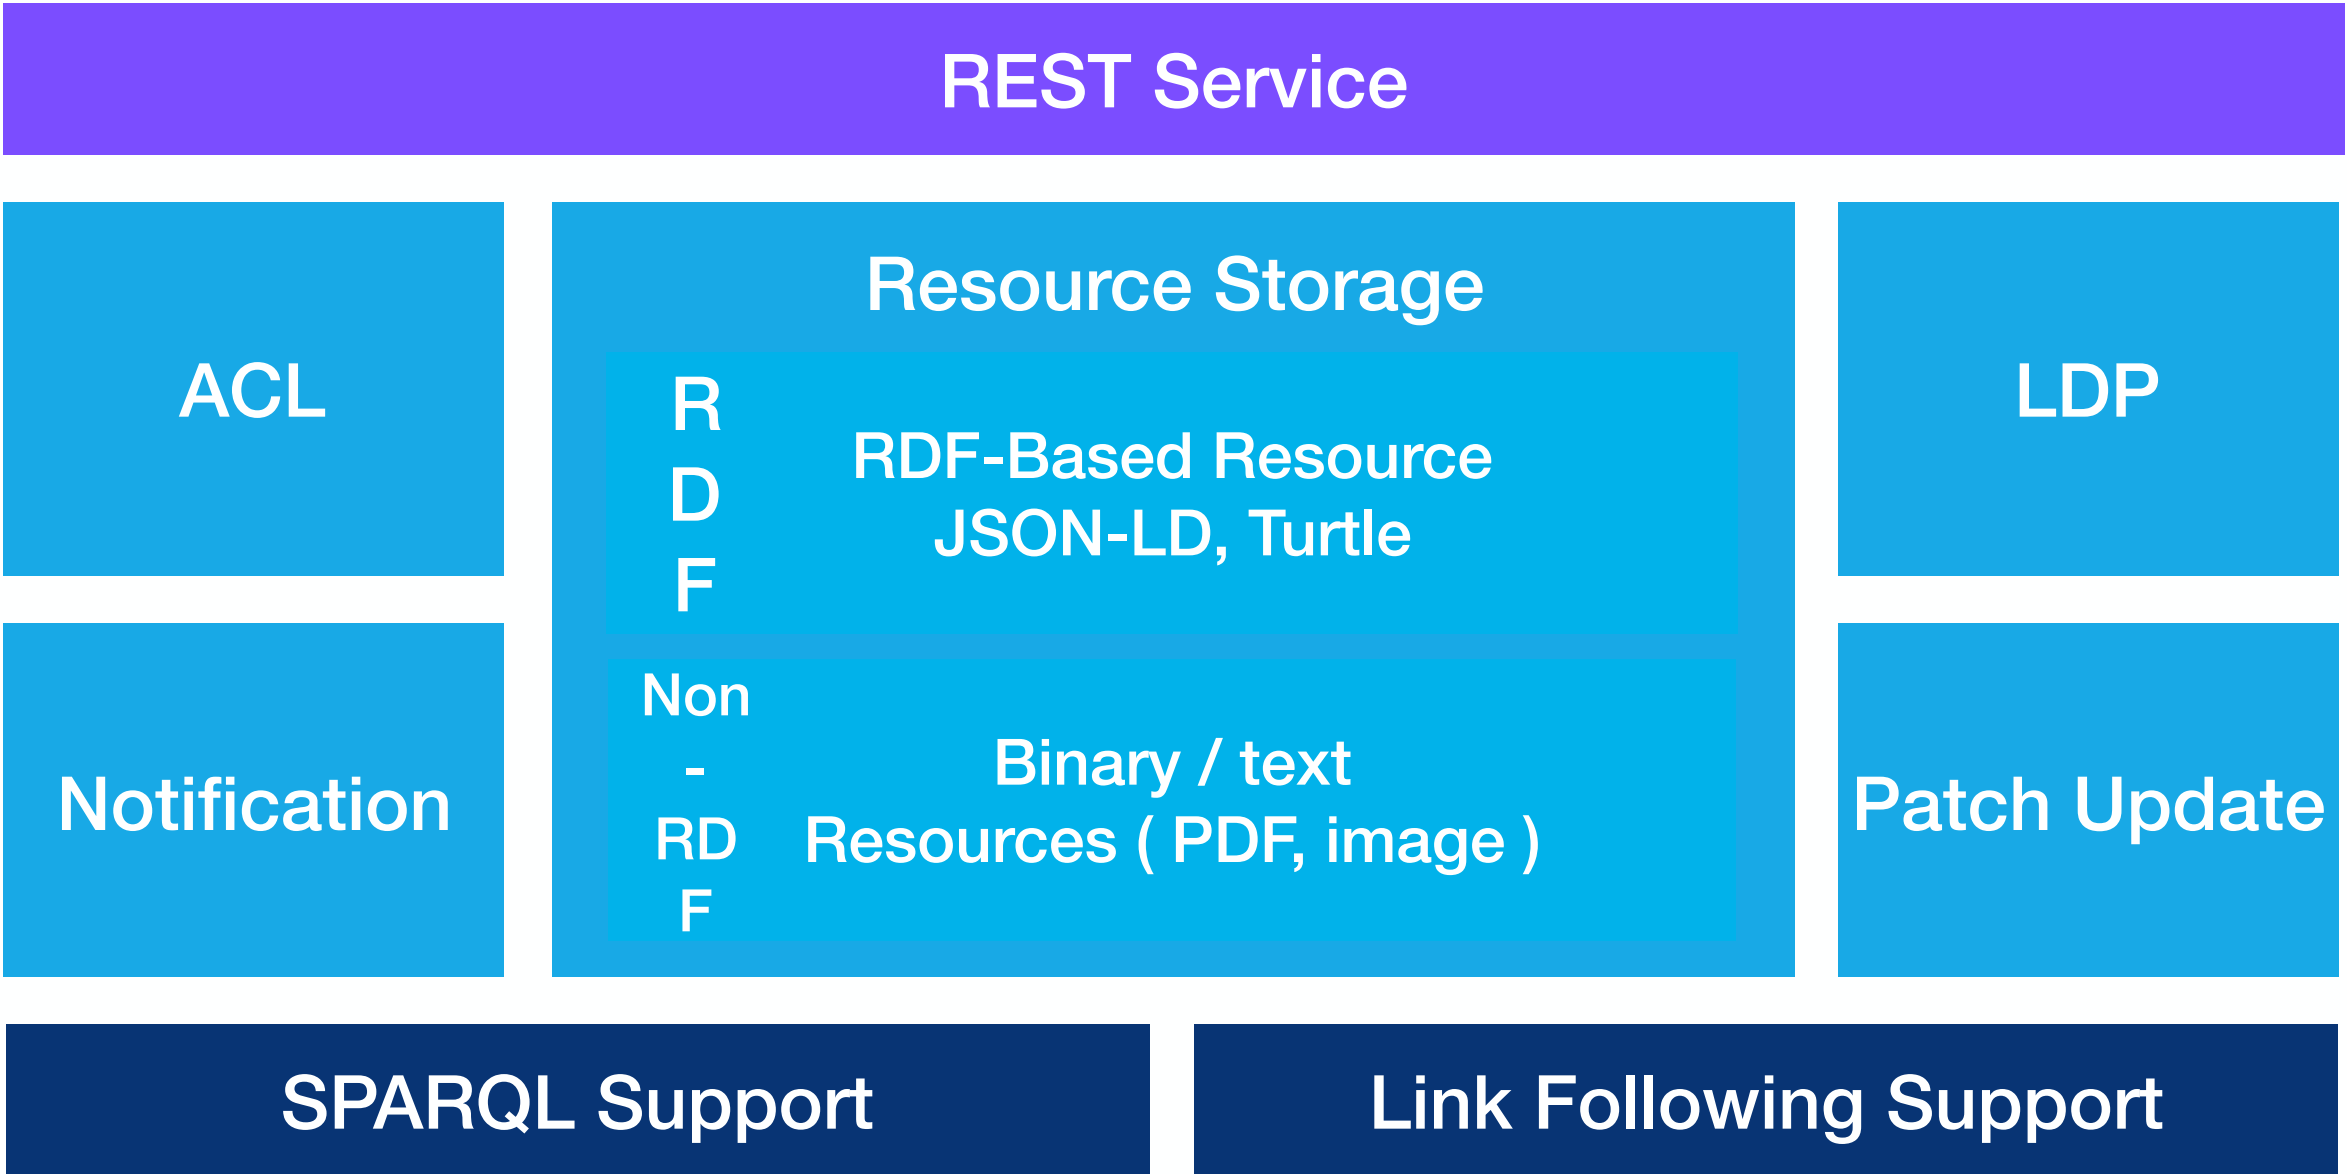 REST Service
ACL
Resource Storage
LDP
R
D
F
RDF-Based Resource
JSON-LD, Turtle
Notification
Non
-
RD
F
Binary / text
Resources ( PDF, image )
Patch Update
SPARQL Support
Link Following Support